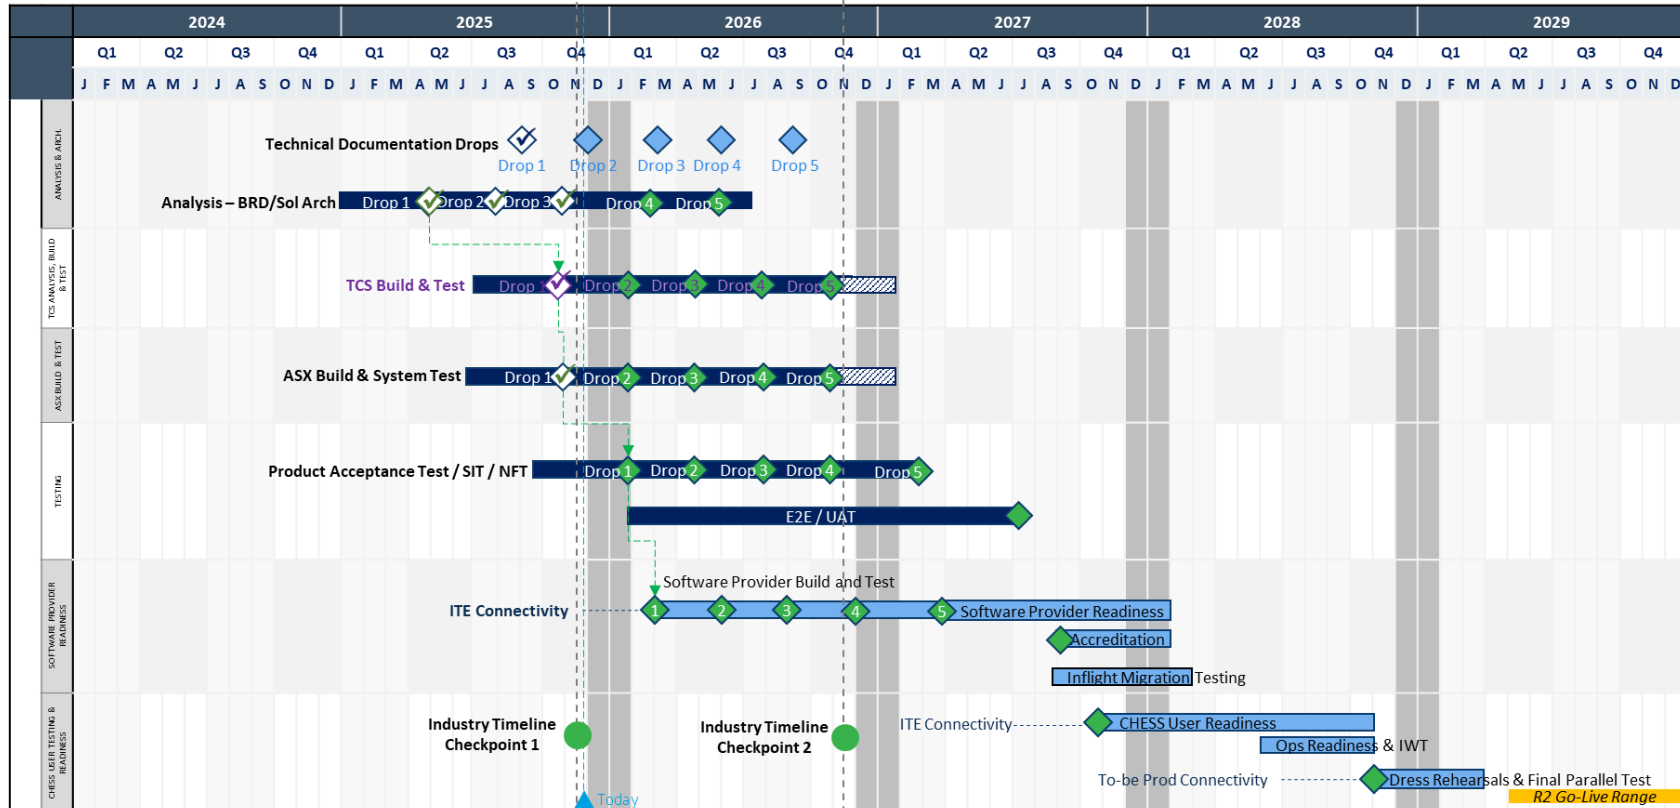 2024 2025 2026 2027 2028 2029
Q1 Q2 Q3 Q4 Q1 Q2 Q3 Q4 Q1 Q2 Q3 Q4 Q1 Q2 Q3 Q4 Q1 Q2 Q3 Q4 Q1 Q2 Q3 Q4
J F M A M J J A S O N D J F M A M J J A S O N D J F M A M J J A S O N D J F M A M J J A S O N D J F M A M J J A S O N D J F M A M J J A S O N D
ANALYSIS & ARCH.
Technical Documentation Drops
Drop 1 Drop 2 Drop 3 Drop 4 Drop 5
Analysis – BRD/Sol Arch Drop 1 Drop 2 Drop 3 Drop 4 Drop 5
TCS ANALYSIS, BUILD
& TEST
TCS Build & Test Drop 1 Drop 2 Drop 3 Drop 4 Drop 5
ASX BUILD & TEST
ASX Build & System Test Drop 1 Drop 2 Drop 3 Drop 4 Drop 5
TESTING
Product Acceptance Test / SIT / NFT Drop 1 Drop 2 Drop 3 Drop 4 Drop 5
E2E / UAT
SOFTWARE PROVIDER
READINESS
Software Provider Build and Test
ITE Connectivity 1 2 3 4 5 Software Provider Readiness
Accreditation
Inflight Migration Testing
CHESS USER TESTING &
READINESS
Industry Timeline
Checkpoint 1
Industry Timeline
Checkpoint 2
ITE Connectivity CHESS User Readiness
Ops Readiness & IWT
To-be Prod Connectivity Dress Rehearsals & Final Parallel Test
Today
R2 Go-Live Range